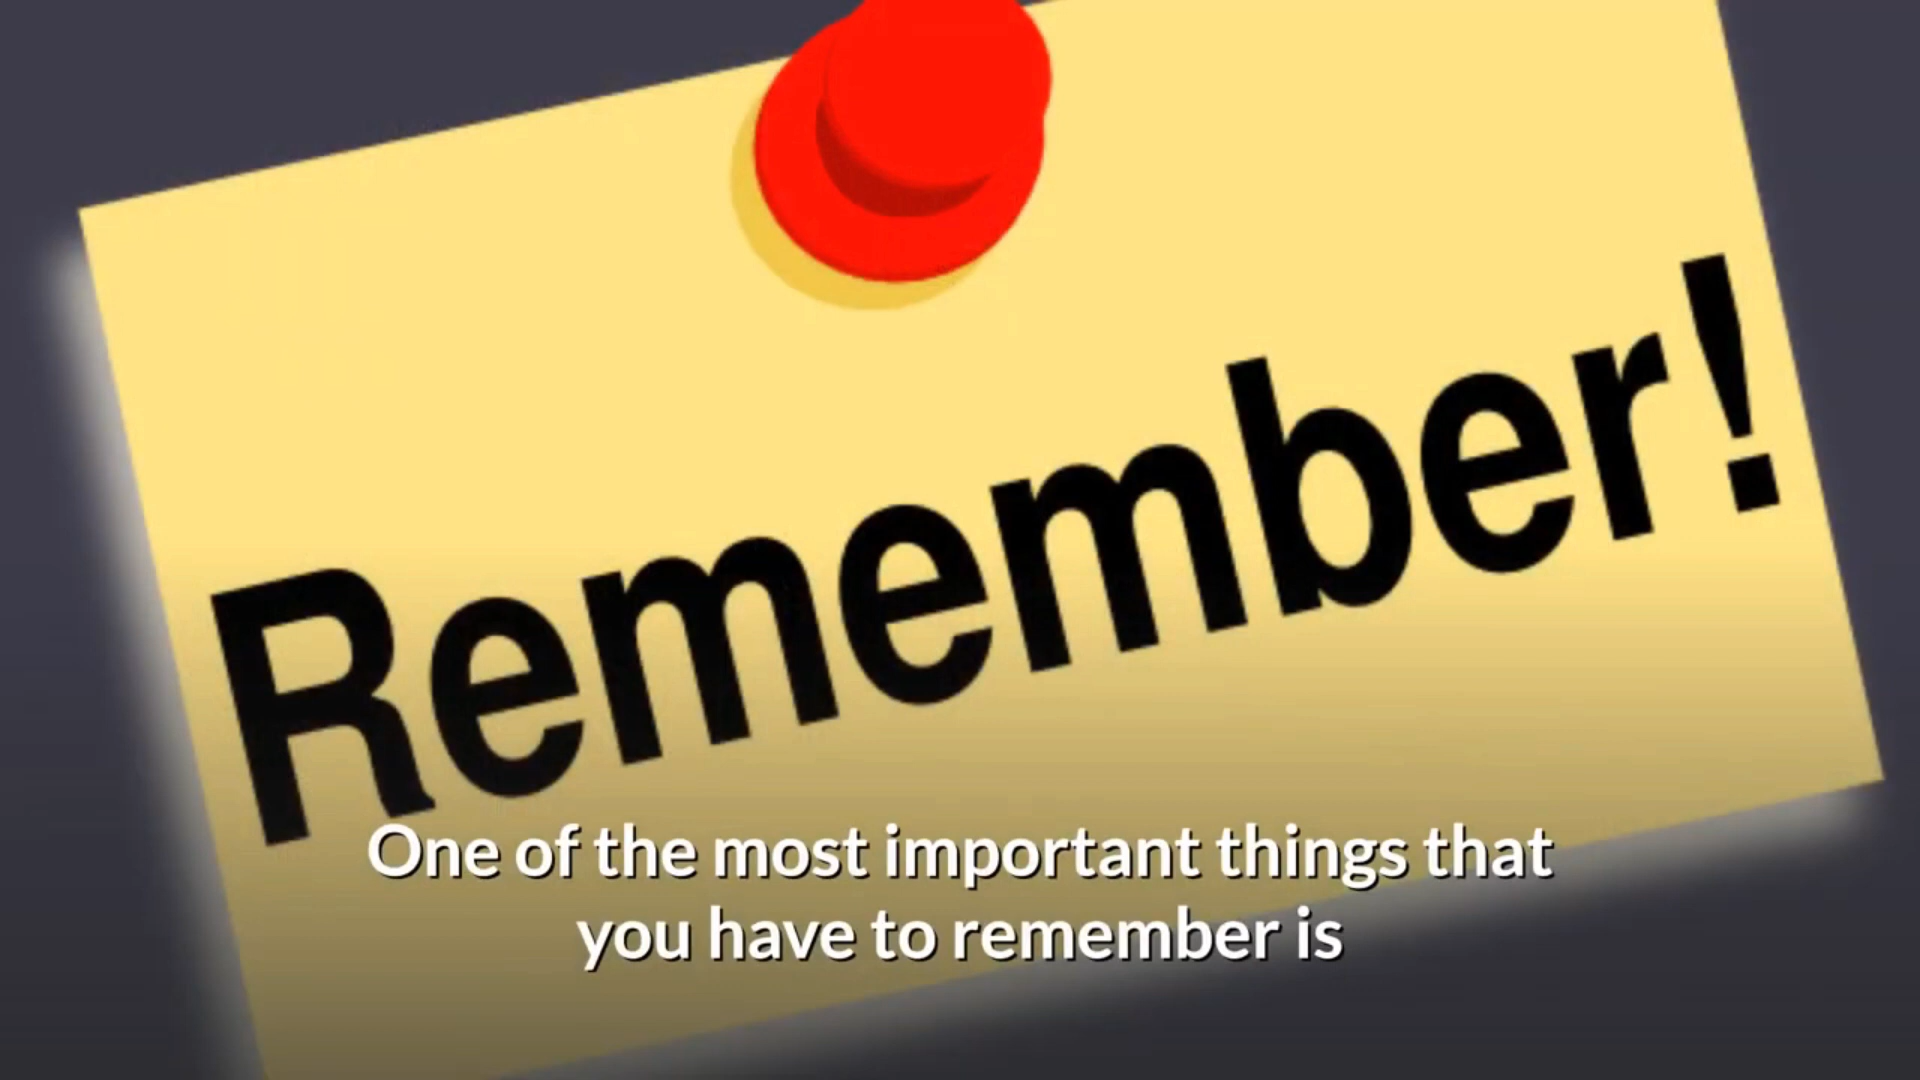 Remember!
One of the most important things that
you have to remember is